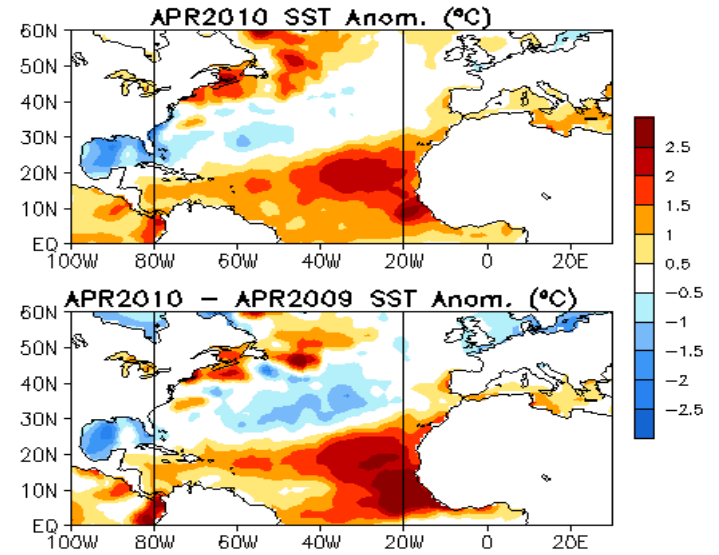 APR2010 SST Anom. (ºC)
60N
50N
40N
30N
20N
10N
EQ
100W 80W 60W 40W 20W 0 20E
APR2010 – APR2009 SST Anom. (ºC)
60N
50N
40N
30N
20N
10N
EQ
100W 80W 60W 40W 20W 0 20E
2.5
2
1.5
1
0.5
−0.5
−1
−1.5
−2
−2.5